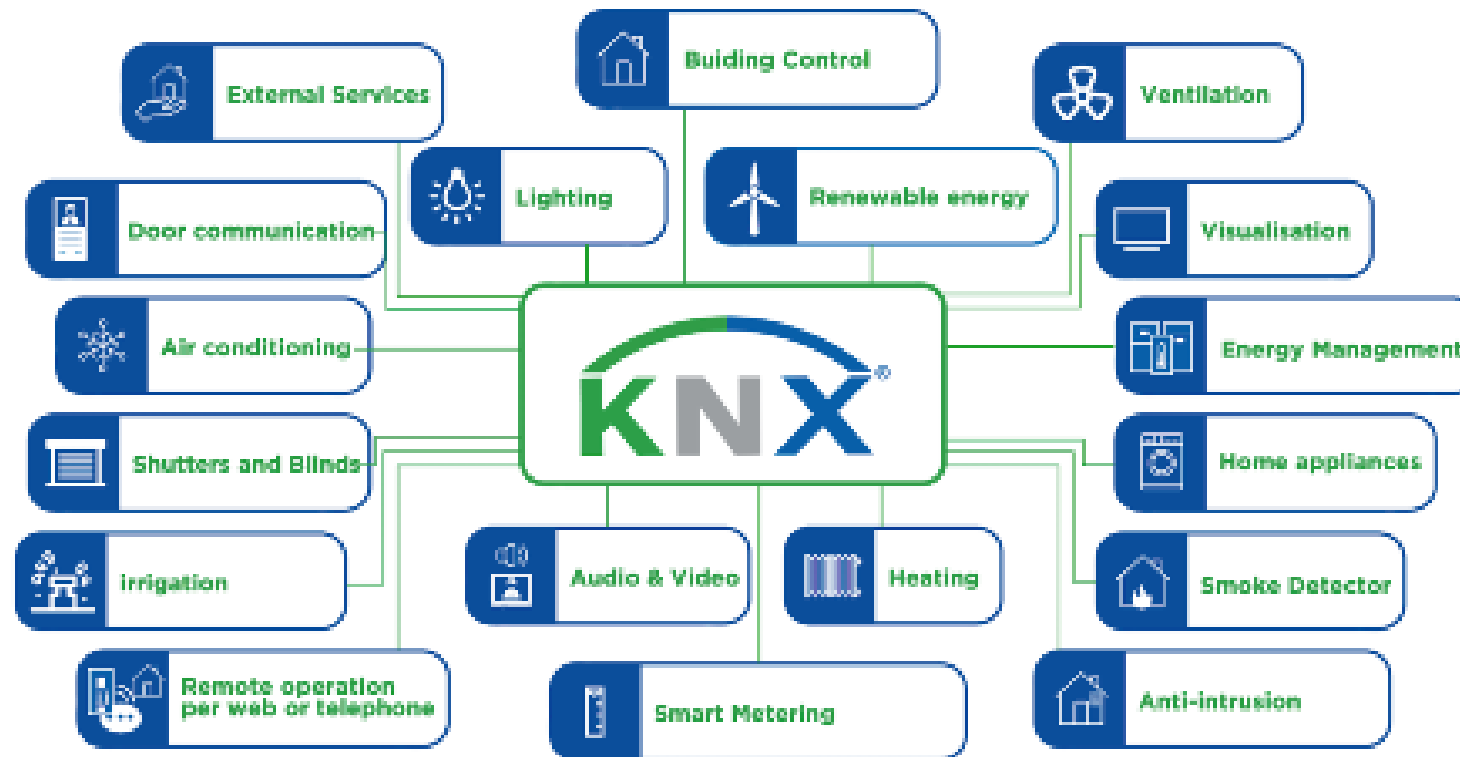 Buiding Control
External Services
Ventilation
Lighting
Renewable energy
Door communication
Visualisation
Air conditioning
KNX®
Energy Management
Shutters and Blinds
Home appliances
irrigation
Audio & Video
Heating
Smoke Detector
Remote operation
per web or telephone
Smart Metering
Anti-intrusion